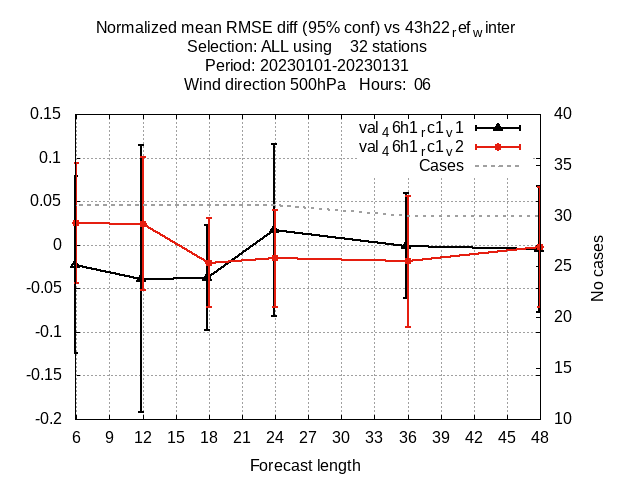 Normalized mean RMSE diff (95% conf) vs 43h22refwinter
Selection: ALL using 32 stations
Period: 20230101-20230131
Wind direction 500hPa Hours: 06
0.15
0.1
0.05
0
-0.05
-0.1
-0.15
-0.2
val46h1rc1v1
val46h1rc1v2
Cases
40
35
30
25
20
15
10
No cases
6 9 12 15 18 21 24 27 30 33 36 39 42 45 48
Forecast length